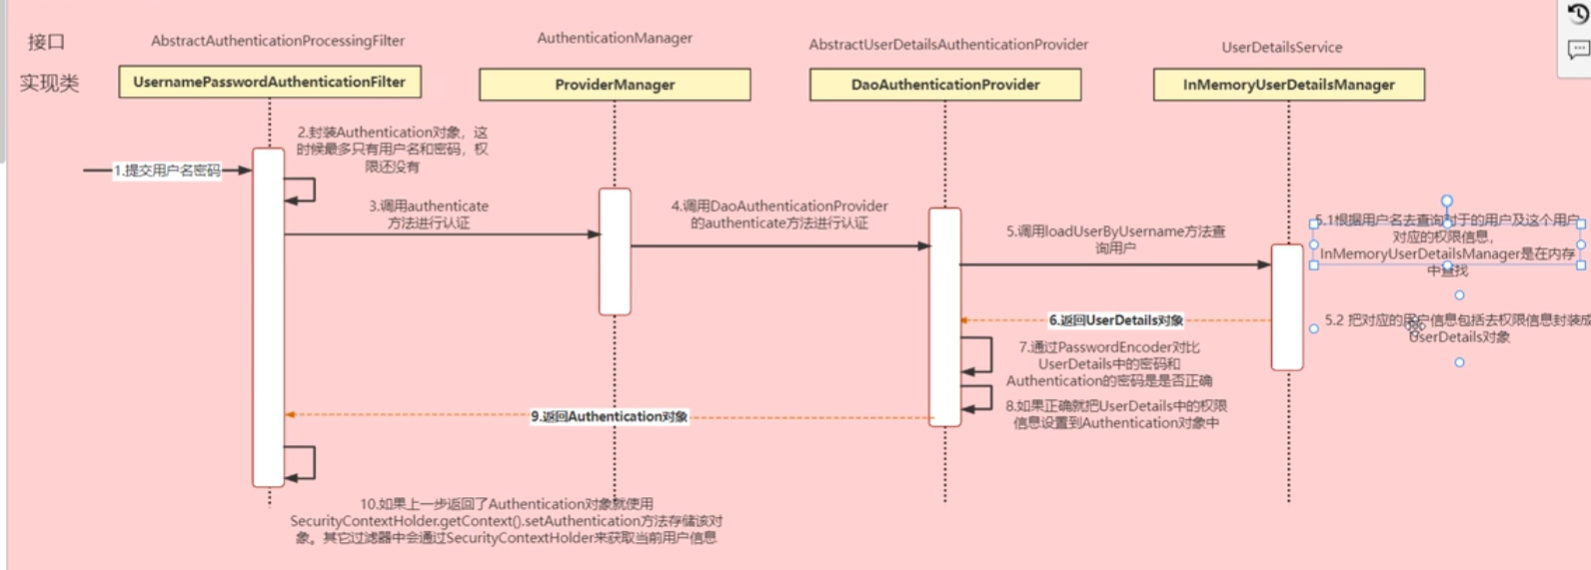 接口
AbstractAuthenticationProcessingFilter
AuthenticationManager
AbstractUserDetailsAuthenticationProvider
UserDetailsService
实现类
UsernamePasswordAuthenticationFilter
ProviderManager
DaoAuthenticationProvider
InMemoryUserDetailsManager
1.提交用户名密码
2.封装Authentication对象，这
时候最多只有用户名和密码，权
限还没有
3.调用authenticate
方法进行认证
4.调用DaoAuthenticationProvider
的authenticate方法进行认证
5.调用loadUserByUsername方法查
询用户
5.1根据用户名去查询对于的用户及这个用户
对应的权限信息，
InMemoryUserDetailsManager是在内存
中查找
5.2 把对应的用户信息包括去权限信息封装成
UserDetails对象
6.返回UserDetails对象
7.通过PasswordEncoder对比
UserDetails中的密码和
Authentication的密码是是否正确
8.如果正确就把UserDetails中的权限
信息设置到Authentication对象中
9.返回Authentication对象
10.如果上一步返回了Authentication对象就使用
SecurityContextHolder.getContext().setAuthentication方法存储该对
象。其它过滤器中会通过SecurityContextHolder来获取当前用户信息